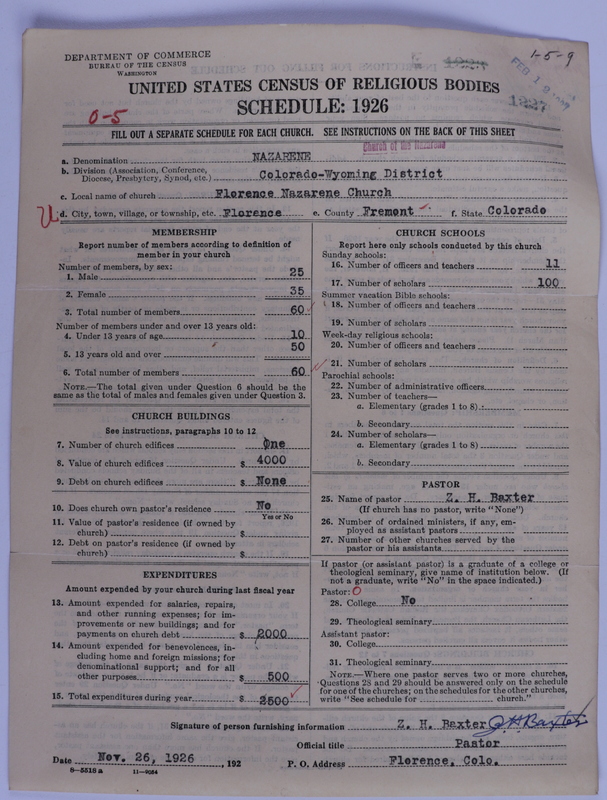 DEPARTMENT OF COMMERCE
BUREAU OF THE CENSUS
WASHINGTON
1-5-9
UNITED STATES CENSUS OF RELIGIOUS BODIES
SCHEDULE: 1926
0-5
FILL OUT A SEPARATE SCHEDULE FOR EACH CHURCH. SEE INSTRUCTIONS ON THE BACK OF THIS SHEET
Church of the Nazarene
a. Denomination NAZARENE
b. Division (Association, Conference, Diocese, Presbytery, Synod, etc.) Colorado-Wyoming District
c. Local name of church Florence Nazarene Church
d. City, town, village, or township, etc. Florence e. County Fremont f. State Colorado
MEMBERSHIP
Report number of members according to definition of
member in your church
Number of members, by sex:
1. Male 25
2. Female 35
3. Total number of members 60
Number of members under and over 13 years old:
4. Under 13 years of age 10
5. 13 years old and over 50
6. Total number of members 60
NOTE.—The total given under Question 6 should be
same as the total of males and females given under Question 3.
CHURCH BUILDINGS
See instructions, paragraphs 10 to 12
7. Number of church edifices One
8. Value of church edifices $ 4000
9. Debt on church edifices $ None
10. Does church own pastor's residence No
Yes or No
11. Value of pastor's residence (if owned by
church) $
12. Debt on pastor's residence (if owned by
church) $
EXPENDITURES
Amount expended by your church during last fiscal year
13. Amount expended for salaries, repairs,
and other running expenses; for im-
provements or new buildings; and for
payments on church debt $ 2000
14. Amount expended for benevolences, in-
cluding home and foreign missions; for
denominational support; and for all
other purposes $ 500
15. Total expenditures during year $ 2500
CHURCH SCHOOLS
Report here only schools conducted by this church
Sunday schools:
16. Number of officers and teachers 11
17. Number of scholars 100
Summer vacation Bible schools:
18. Number of officers and teachers
19. Number of scholars
Week-day religious schools:
20. Number of officers and teachers
21. Number of scholars
Parochial schools:
22. Number of administrative officers
23. Number of teachers—
a. Elementary (grades 1 to 8)
b. Secondary
24. Number of scholars—
a. Elementary (grades 1 to 8)
b. Secondary
PASTOR
25. Name of pastor Z. H. Baxter
(If church has no pastor, write "None")
26. Number of ordained ministers, if any, em-
ployed as assistant pastors
27. Number of other churches served by the
pastor or his assistants
If pastor (or assistant pastor) is a graduate of a college or
theological seminary, give name of institution below. (If
not a graduate, write "No" in the space indicated.)
Pastor: O
28. College No
29. Theological seminary
Assistant pastor:
30. College
31. Theological seminary
NOTE.—Where one pastor serves two or more churches,
Questions 28 and 29 should be answered only on the schedule
for one of the churches; on the schedules for the other churches,
write "See schedule for church."
Signature of person furnishing information Z. H. Baxter ZHBaxter
Official title Pastor
Date Nov. 26, 1926, 192 P. O. Address Florence, Colo.
8—5518 a 11—9034